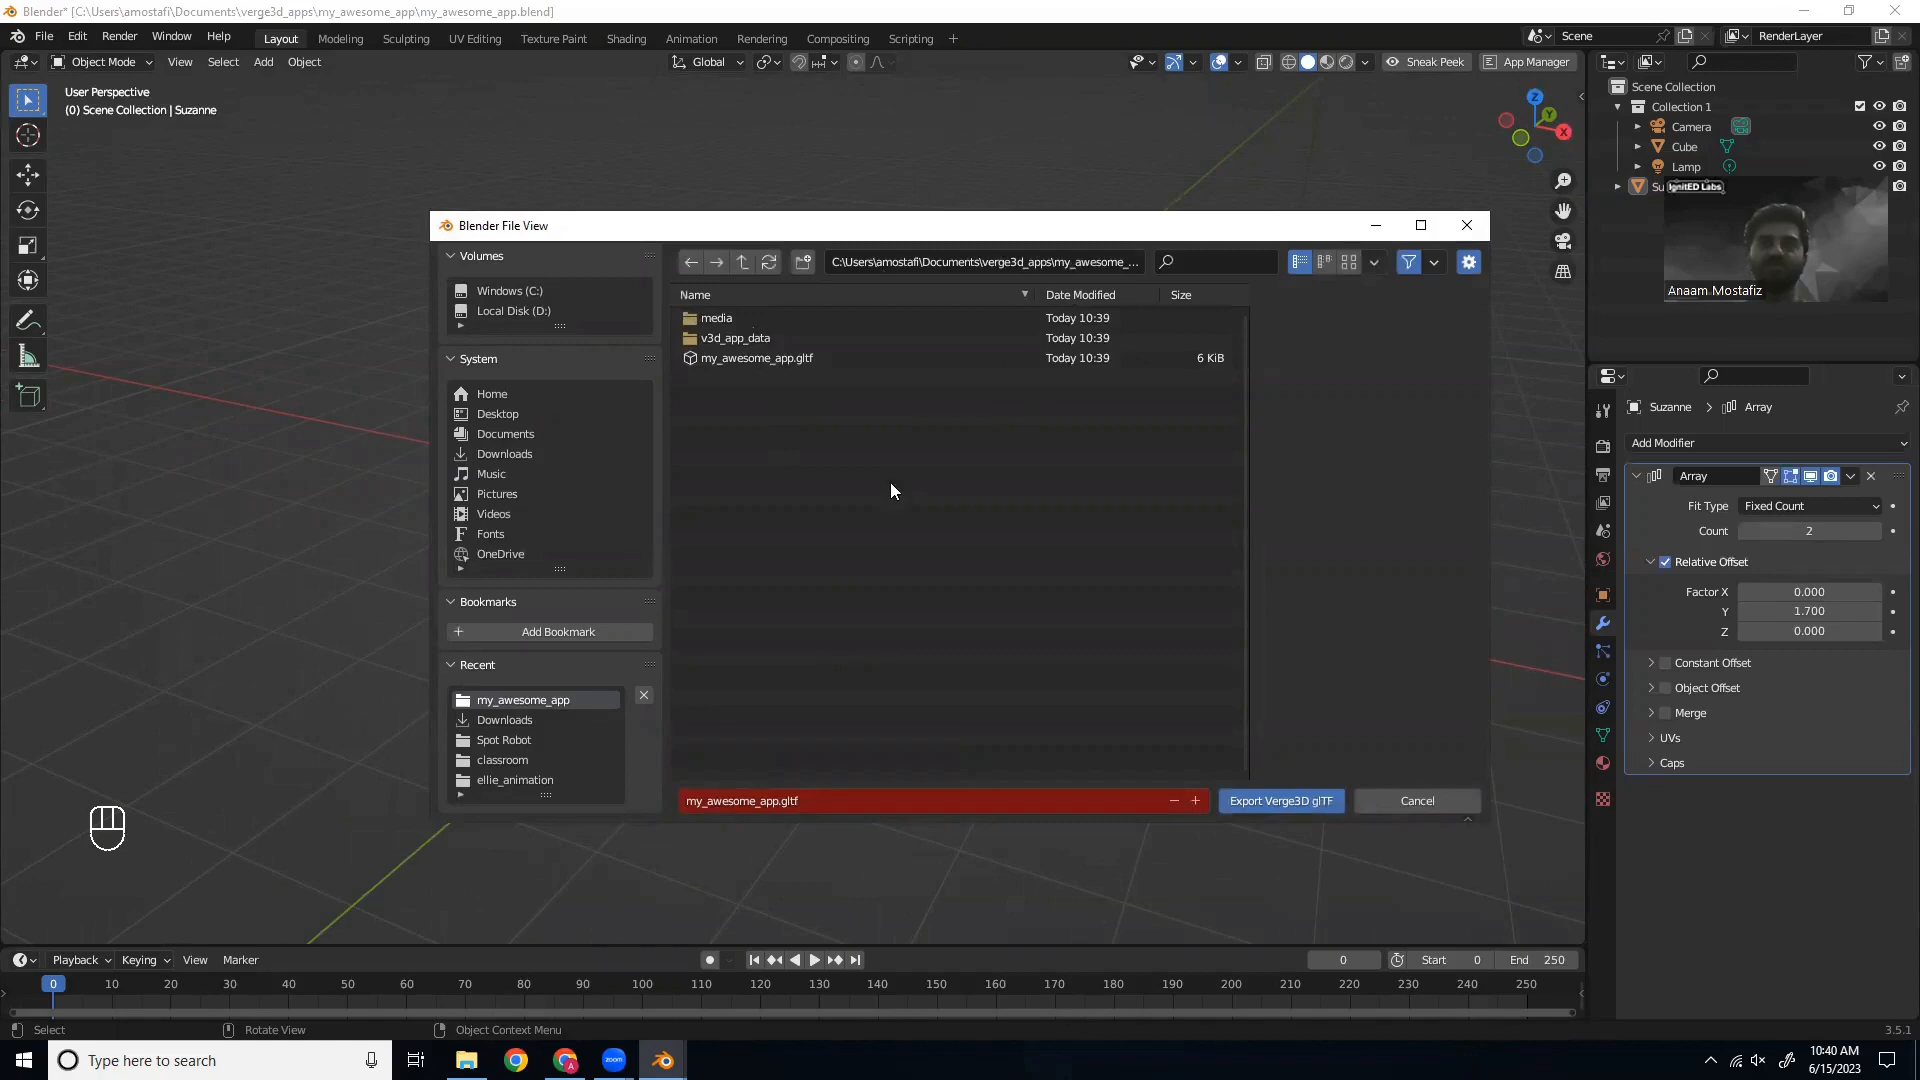 Blender* [C:\Users\amostafi\Documents\verge3d_apps\my_awesome_app\my_awesome_app.blend]
File Edit Render Window Help Layout Modeling Sculpting UV Editing Texture Paint Shading Animation Rendering Compositing Scripting + Scene RenderLayer
Object Mode View Select Add Object Global Sneak Peek App Manager
User Perspective
(0) Scene Collection | Suzanne
Z
Y
X
Scene Collection
Collection 1
Camera
Cube
Lamp
Su
IgnitED Labs
Anaam Mostafiz
Blender File View
Volumes
Windows (C:)
Local Disk (D:)
System
Home
Desktop
Documents
Downloads
Music
Pictures
Videos
Fonts
OneDrive
Bookmarks
Add Bookmark
Recent
my_awesome_app
Downloads
Spot Robot
classroom
ellie_animation
C:\Users\amostafi\Documents\verge3d_apps\my_awesome_...
Name Date Modified Size
media Today 10:39
v3d_app_data Today 10:39
my_awesome_app.gltf Today 10:39 6 KiB
my_awesome_app.gltf Export Verge3D glTF Cancel
Suzanne > Array
Add Modifier
Array
Fit Type Fixed Count
Count 2
Relative Offset
Factor X 0.000
Y 1.700
Z 0.000
Constant Offset
Object Offset
Merge
UVs
Caps
Playback Keying View Marker 0 Start 0 End 250
0 10 20 30 40 50 60 70 80 90 100 110 120 130 140 150 160 170 180 190 200 210 220 230 240 250
Select Rotate View Object Context Menu 3.5.1
Type here to search
zoom
A
10:40 AM
6/15/2023